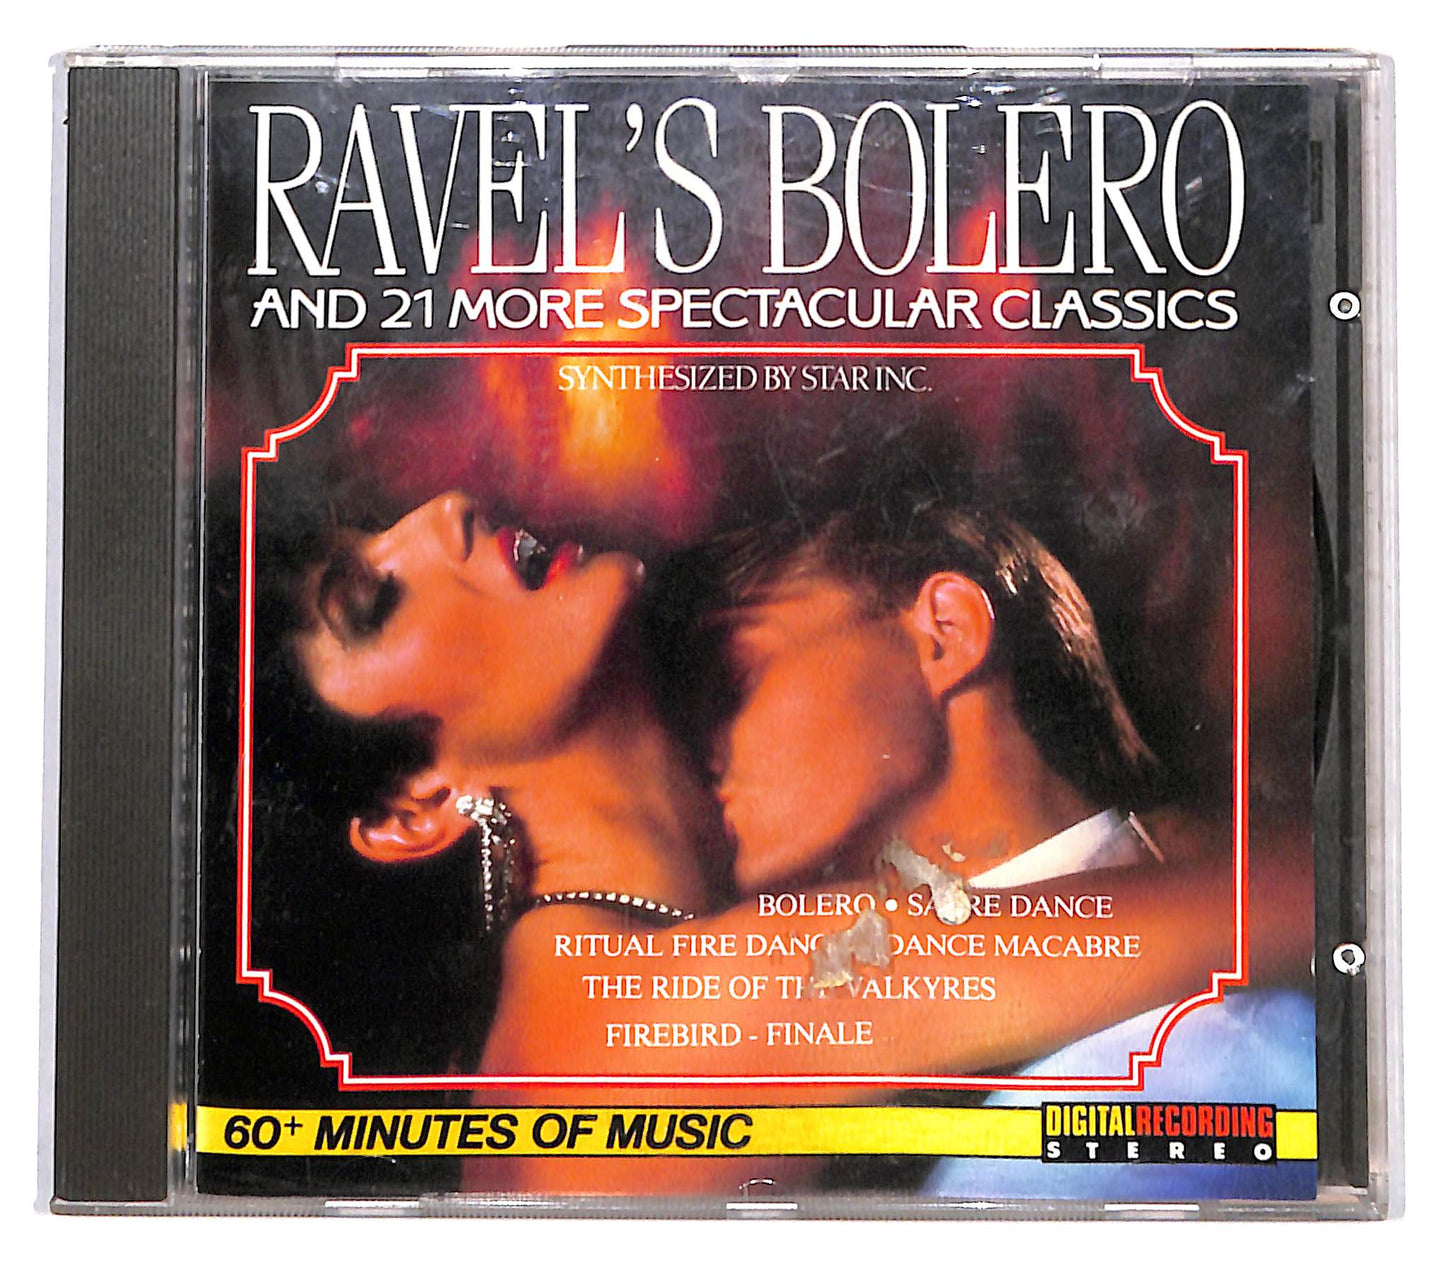 RAVEL'S BOLERO
AND 21 MORE SPECTACULAR CLASSICS
SYNTHESIZED BY STAR INC.
BOLERO • DANCE
RITUAL FIRE DANCE MACABRE
THE RIDE OF VALKYRES
FIREBIRD - FINALE
60+ MINUTES OF MUSIC
DIGITAL RECORDING
STEREO